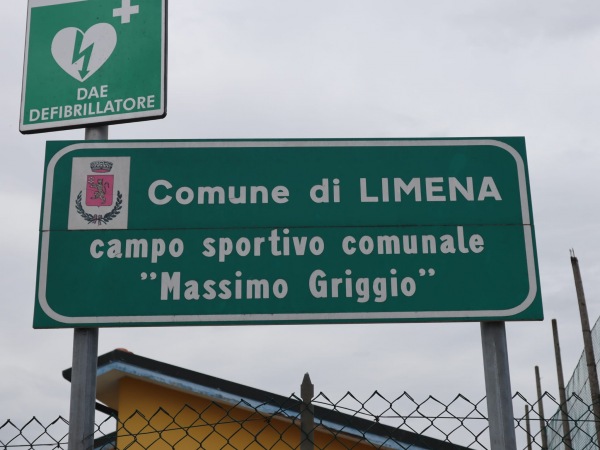 DAE
DEFIBRILLATORE
Comune di LIMENA
campo sportivo comunale
"Massimo Griggio"